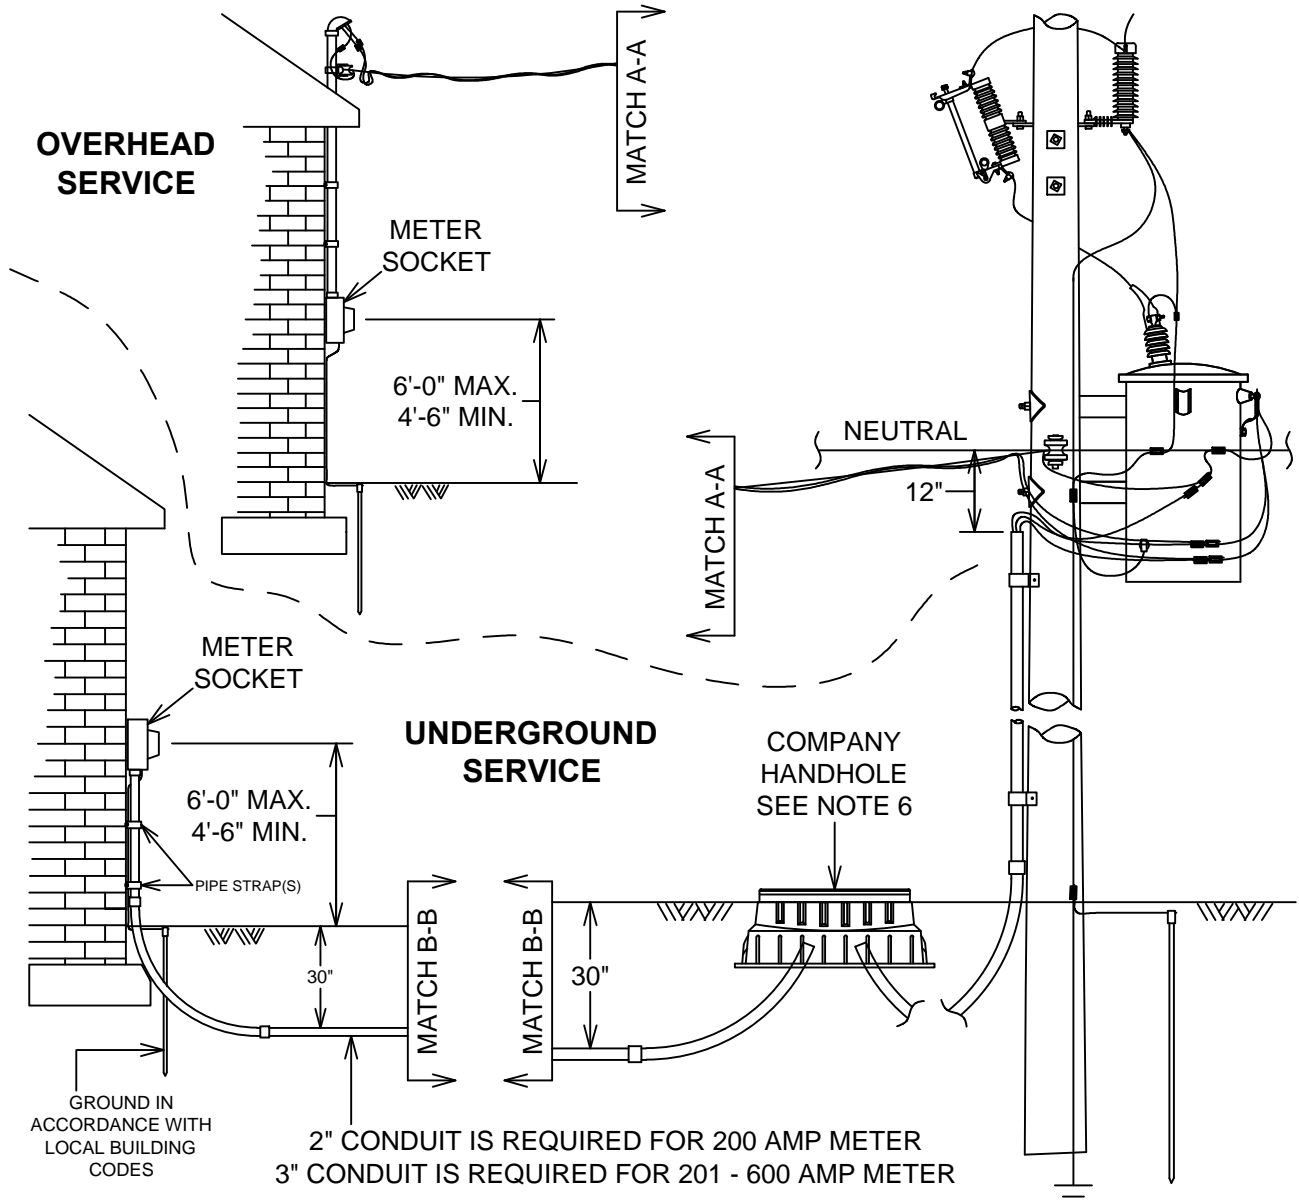 OVERHEAD
SERVICE
MATCH A-A
METER
SOCKET
6'-0" MAX.
4'-6" MIN.
NEUTRAL
12"
MATCH A-A
METER
SOCKET
UNDERGROUND
SERVICE
COMPANY
HANDHOLE
SEE NOTE 6
6'-0" MAX.
4'-6" MIN.
PIPE STRAP(S)
30"
MATCH B-B
MATCH B-B
30"
GROUND IN
ACCORDANCE WITH
LOCAL BUILDING
CODES
2" CONDUIT IS REQUIRED FOR 200 AMP METER
3" CONDUIT IS REQUIRED FOR 201 - 600 AMP METER